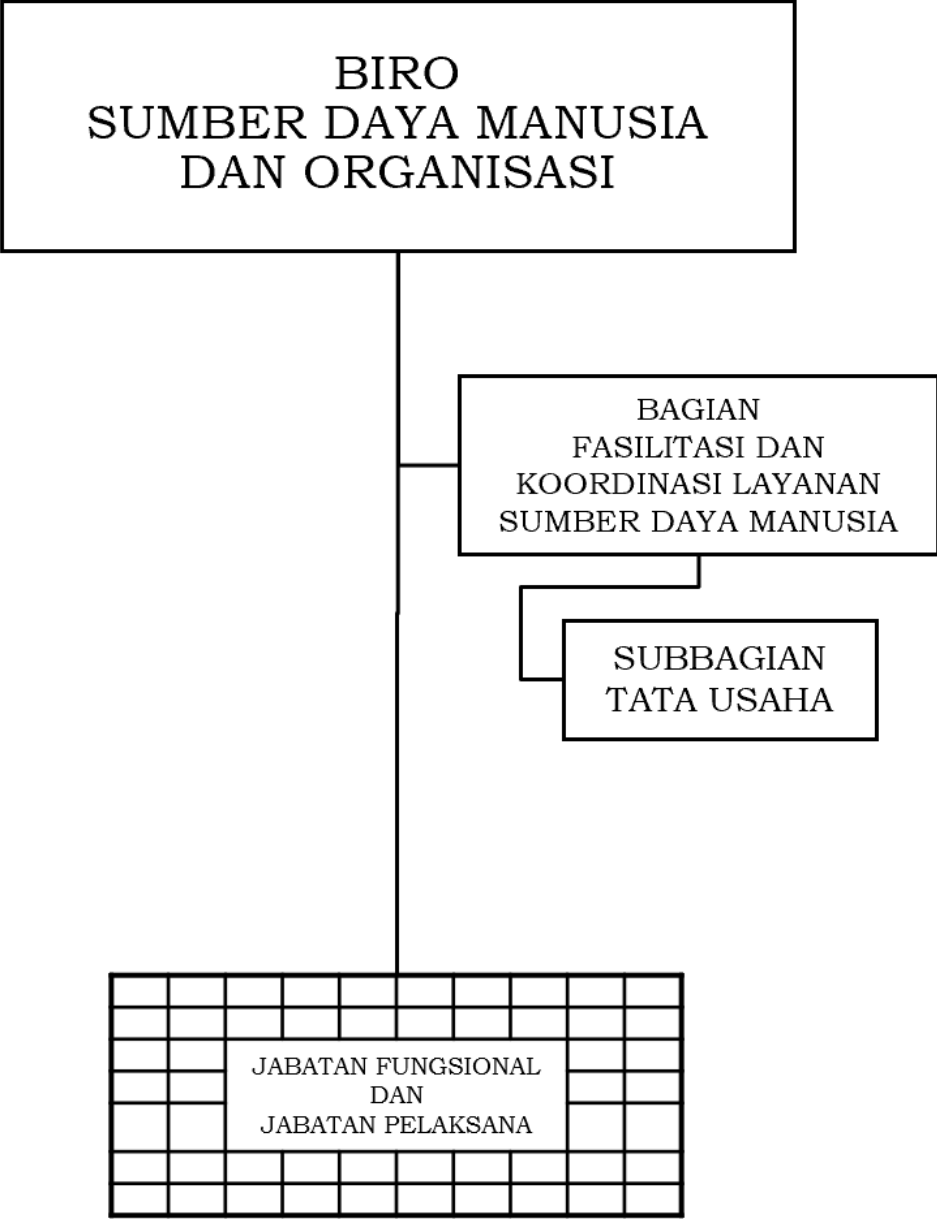 BIRO
SUMBER DAYA MANUSIA
DAN ORGANISASI
BAGIAN
FASILITASI DAN
KOORDINASI LAYANAN
SUMBER DAYA MANUSIA
SUBBAGIAN
TATA USAHA
JABATAN FUNGSIONAL
DAN
JABATAN PELAKSANA